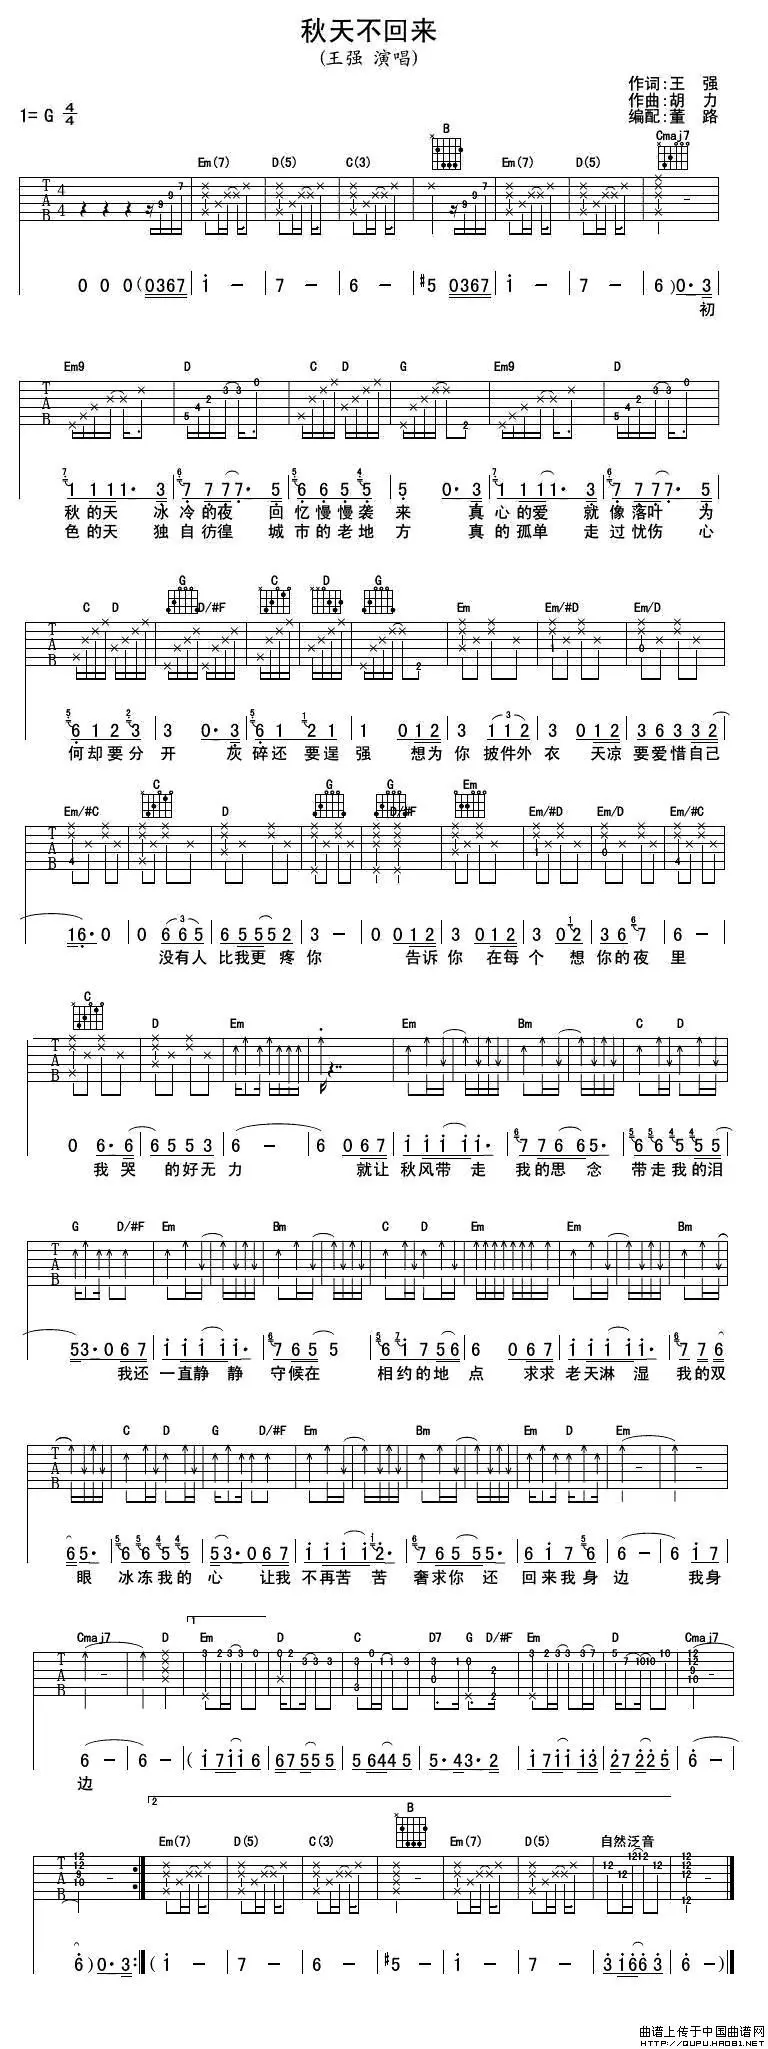 秋天不回来
(王强 演唱)
作词:王 强
作曲:胡 力
编配:董 路
1= G 4/4
B Cmaj7
Em(7) D(5) C(3) Em(7) D(5)
0 0 0 (0367 | i - | 7 - | 6 - | #5 0367 | i - | 7 - | 6 ) 0· 3
初
Em9 D C D G Em9 D
1 1 1 1· 3 | 7 7 7 7· 5 | 6 6 5 5 | 5 0· 3 | 1 1 1 1· 3 | 7 7 7 7· 5
秋的天 冰冷的夜 回忆慢慢袭来 真心的爱 就像落叶 为
色的天 独自彷徨 城市的老地方 真的孤单 走过忧伤 心
G C D G
C D D/#F Em Em/#D Em/D
6 1 2 3 | 3 0· 3 | 6 1 2 1 | 1 0 1 2 | 3 1 1 2 | 3 0 1 2 | 3 6 3 3 2
何却要分开 灰碎还要逞强 想为你披件外衣 天凉要爱惜自己
C G G Em
Em/#C D D/#F Em/#D Em/D Em/#C
16· 0 | 0 6 6 5 | 6 5 5 5 2 | 3 - | 0 0 1 2 | 3 0 1 2 | 3 0 2 | 3 6 7 | 6 -
没有人 比我更疼你 告诉你 在每个 想你的夜里
C
D Em Em Bm C D
0 6· 6 | 6 5 5 3 | 6 - | 6 0 6 7 | i i i i i· | 7 7 6 6 5· | 6 6 5 5 5
我哭 的好无力 就让秋风带走 我的思念 带走我的泪
G D/#F Em Bm C D Em Em Bm
5 3· 0 6 7 | i i i i i· | 7 6 5 5 | 6 i 7 5 6 | 6 0 6 7 | i i i i i· | 7 7 6
我还一直静静 守候在 相约的地点 求求老天淋湿 我的双
C D G D/#F Em Bm Em D Em
6 5· | 6 6 5 5 | 5 3· 0 6 7 | i i i i 2· | 7 6 5 5 5· | 6 i 7 6 | 6 - | 6 i 7
眼 冰冻我的心 让我不再苦苦 奢求你还 回来我身边 我身
Cmaj7 D Em D C D7 G D/#F Em D Cmaj7
6 - | 6 - | ( i 7 i i 6 | 6 7 5 5 5 | 5 6 4 4 5 | 5· 4 3· 2 | i 7 i i i 3 | 2 7 2 2 5 | 6 -
边
B
Em(7) D(5) C(3) Em(7) D(5) 自然泛音
6 ) 0· 3 :| ( i - | 7 - | 6 - | #5 - | i - | 7 - | 3 i 6 6 3 | 6 - )
曲谱上传于中国曲谱网
http://QUPU.HAO81.NET